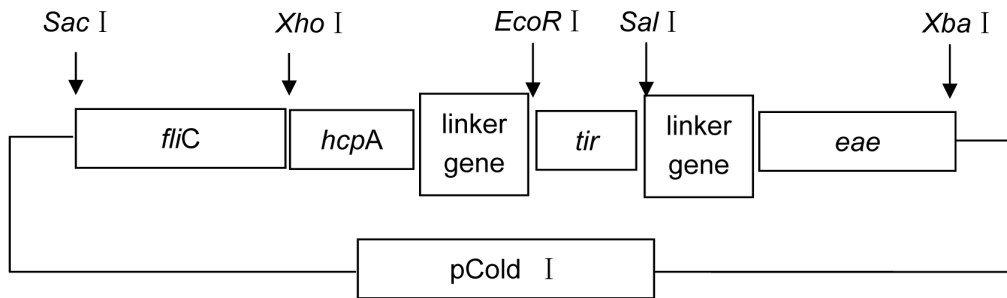 Sac Ⅰ Xho Ⅰ EcoR Ⅰ Sal Ⅰ Xba Ⅰ
fliC hcpA linker gene tir linker gene eae
pCold Ⅰ